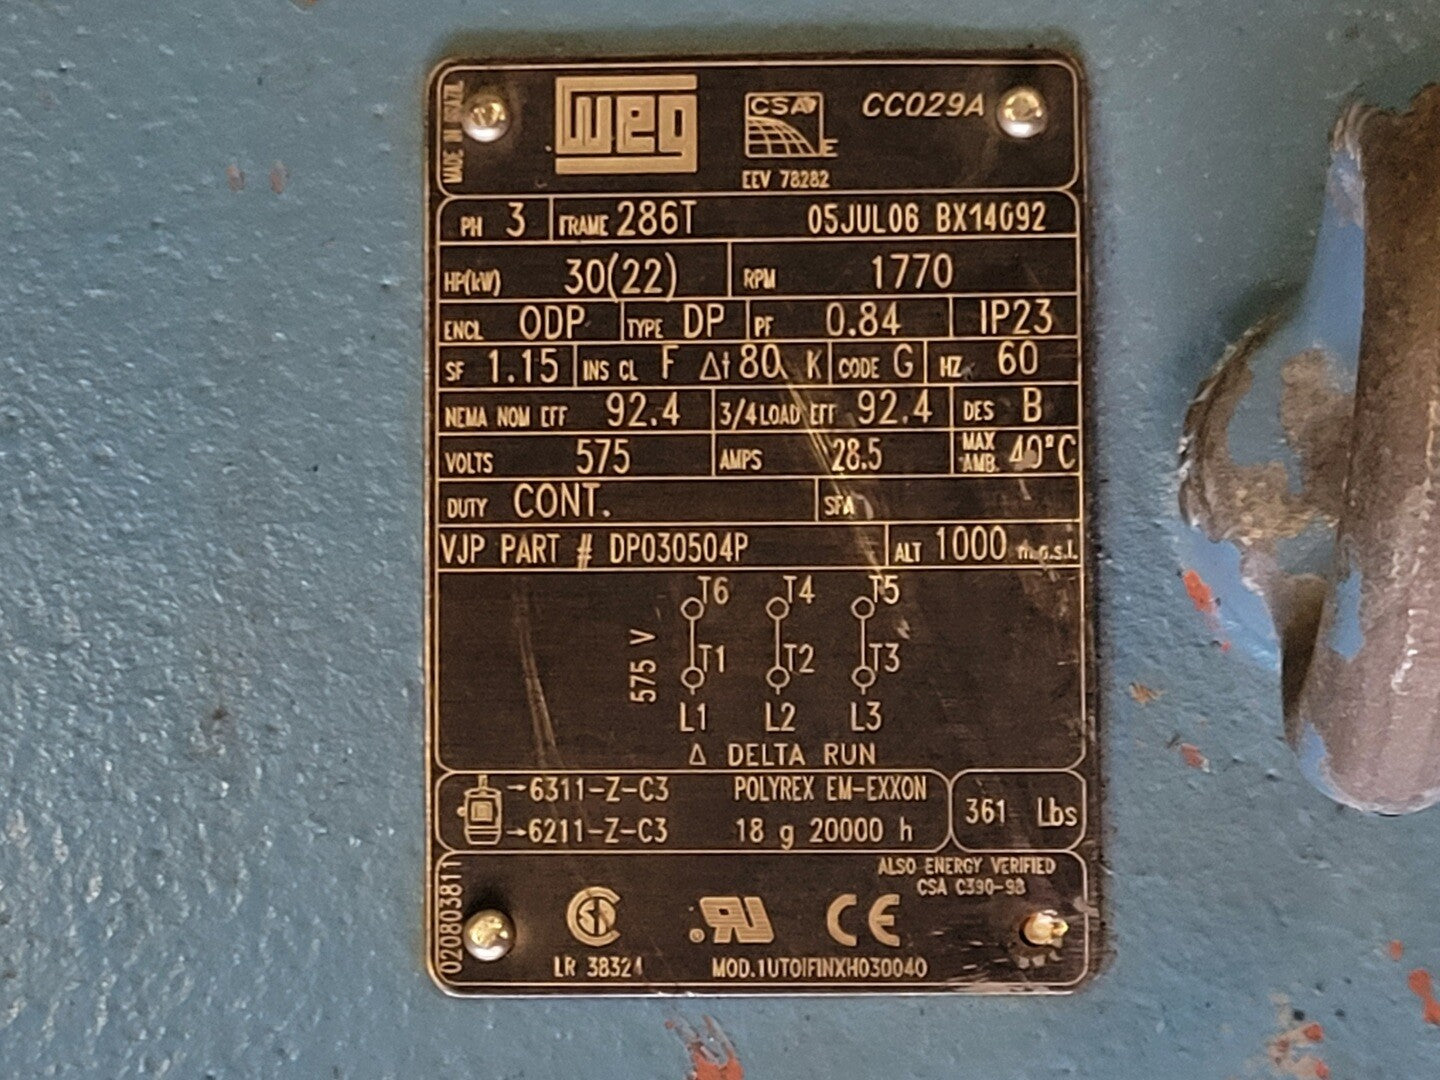 MADE IN BRAZIL
WEG
CSA
E
CC029A
EEV 78282
PH 3 FRAME 286T 05JUL06 BX14092
HP(kW) 30(22) RPM 1770
ENCL ODP TYPE DP PF 0.84 IP23
SF 1.15 INS CL F Δt 80 K CODE G HZ 60
NEMA NOM EFF 92.4 3/4 LOAD EFF 92.4 DES B
VOLTS 575 AMPS 28.5 MAX AMB. 40°C
DUTY CONT. SFA
VJP PART # DP030504P ALT 1000 m.a.s.l.
T6 T4 T5
575 V
T1 T2 T3
L1 L2 L3
Δ DELTA RUN
→6311-Z-C3 POLYREX EM-EXXON
→6211-Z-C3 18 g 20000 h
361 Lbs
ALSO ENERGY VERIFIED
CSA C390-98
020803811
LR 38324
CE
MOD.1UTOIFINXH030040